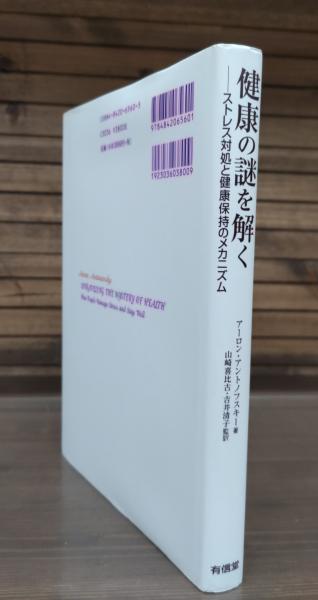 健康の謎を解く
──ストレス対処と健康保持のメカニズム
アーロン・アントノフスキー 著
山崎喜比古・吉井清子 監訳
有信堂
9784842065601
1923036038009
Aaron Antonovsky
UNRAVELING THE MYSTERY OF HEALTH
How People Manage Stress and Stay Well